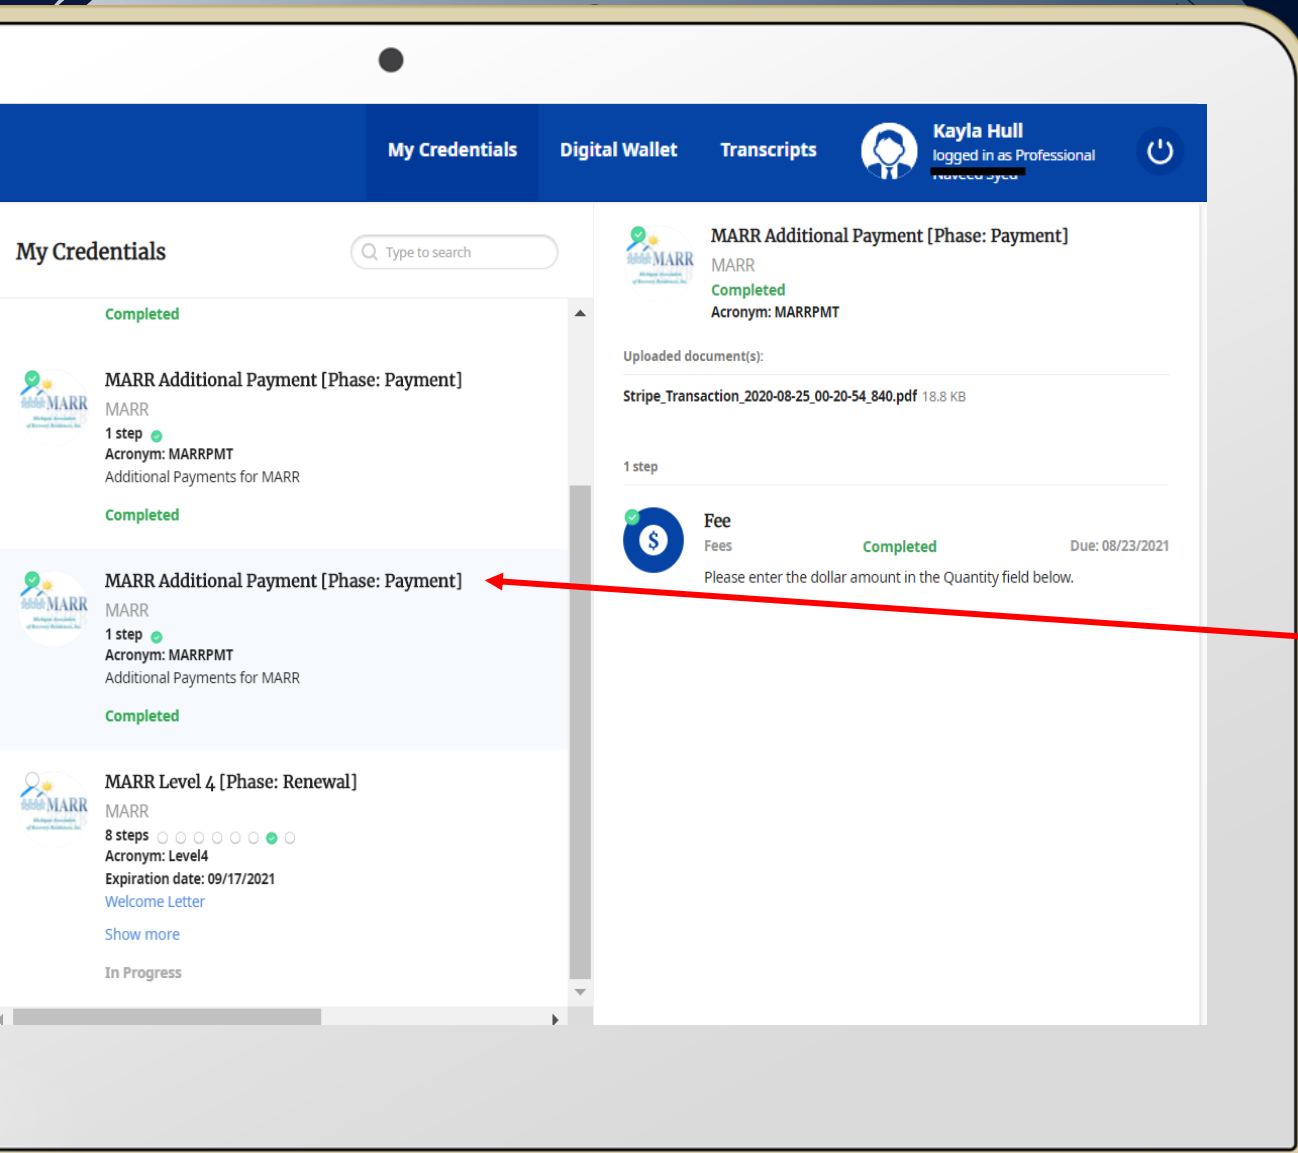 My Credentials
Digital Wallet
Transcripts
Kayla Hull
logged in as Professional
My Credentials
Type to search
Completed
MARR Additional Payment [Phase: Payment]
MARR
1 step
Acronym: MARRPMT
Additional Payments for MARR
Completed
MARR Additional Payment [Phase: Payment]
MARR
1 step
Acronym: MARRPMT
Additional Payments for MARR
Completed
MARR Level 4 [Phase: Renewal]
MARR
8 steps
Acronym: Level4
Expiration date: 09/17/2021
Welcome Letter
Show more
In Progress
MARR
MARR
MARR
MARR Additional Payment [Phase: Payment]
MARR
Completed
Acronym: MARRPMT
MARR
Uploaded document(s):
Stripe_Transaction_2020-08-25_00-20-54_840.pdf 18.8 KB
1 step
$
Fee
Fees Completed Due: 08/23/2021
Please enter the dollar amount in the Quantity field below.